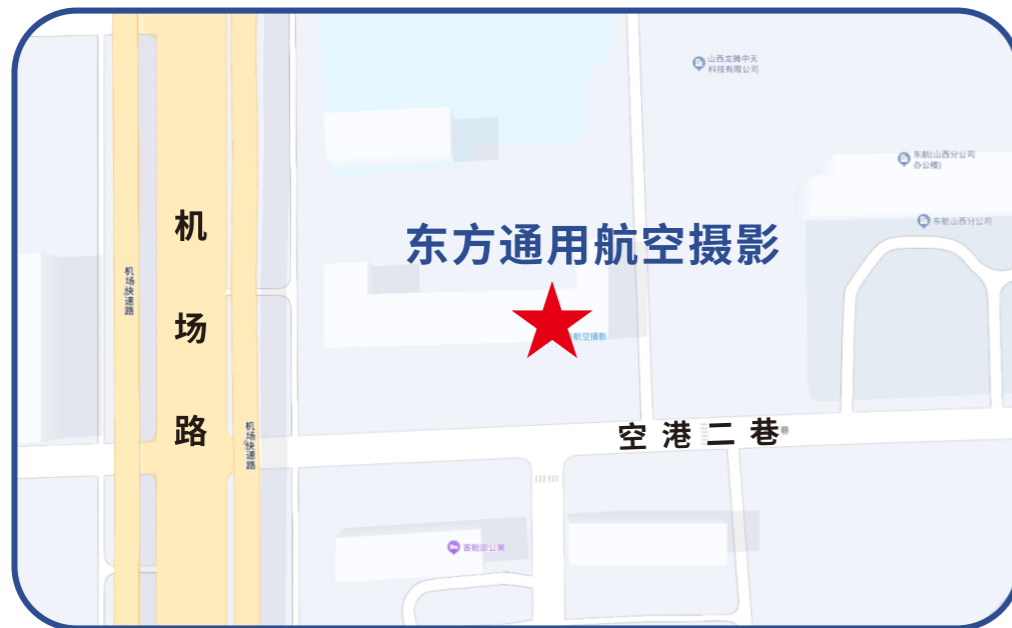 山西龙腾中天
科技有限公司
东航(山西分公司
办公楼)
东航山西分公司
机场路
东方通用航空摄影
机场快速路
航空摄影
机场快速路
空港二巷
巷
客舱部公寓